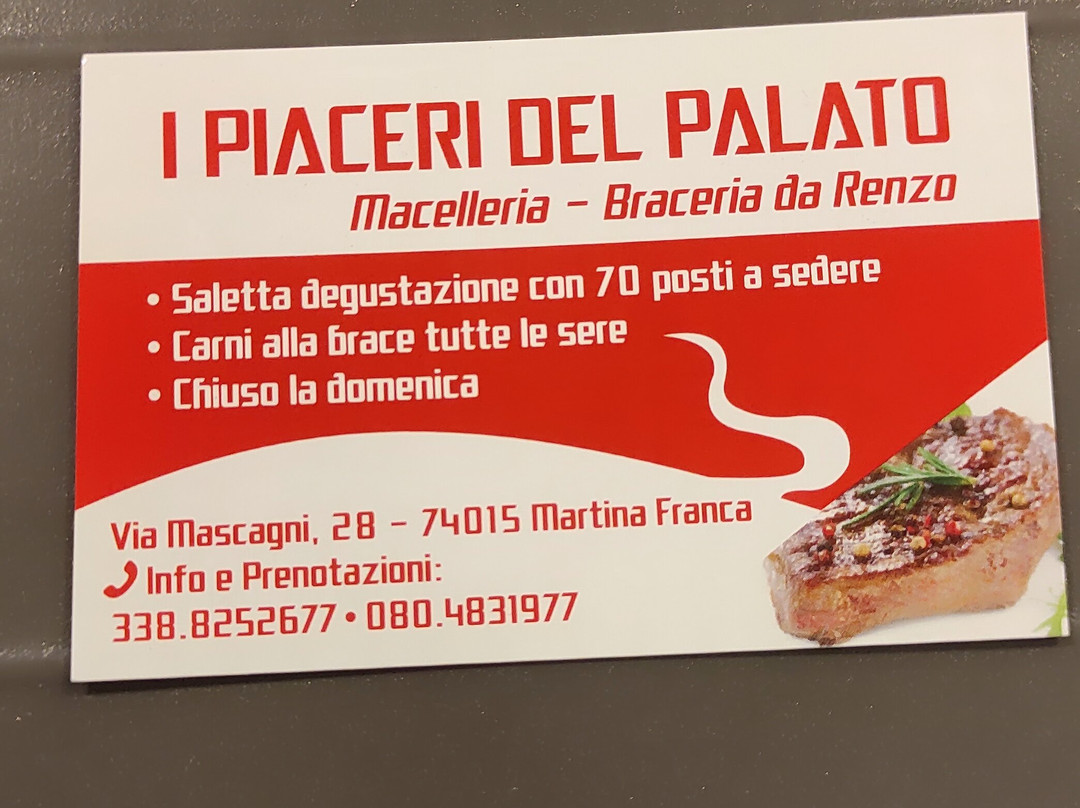 I PIACERI DEL PALATO
Macelleria - Braceria da Renzo
• Saletta degustazione con 70 posti a sedere
• Carni alla brace tutte le sere
• Chiuso la domenica
Via Mascagni, 28 - 74015 Martina Franca
Info e Prenotazioni:
338.8252677 • 080.4831977